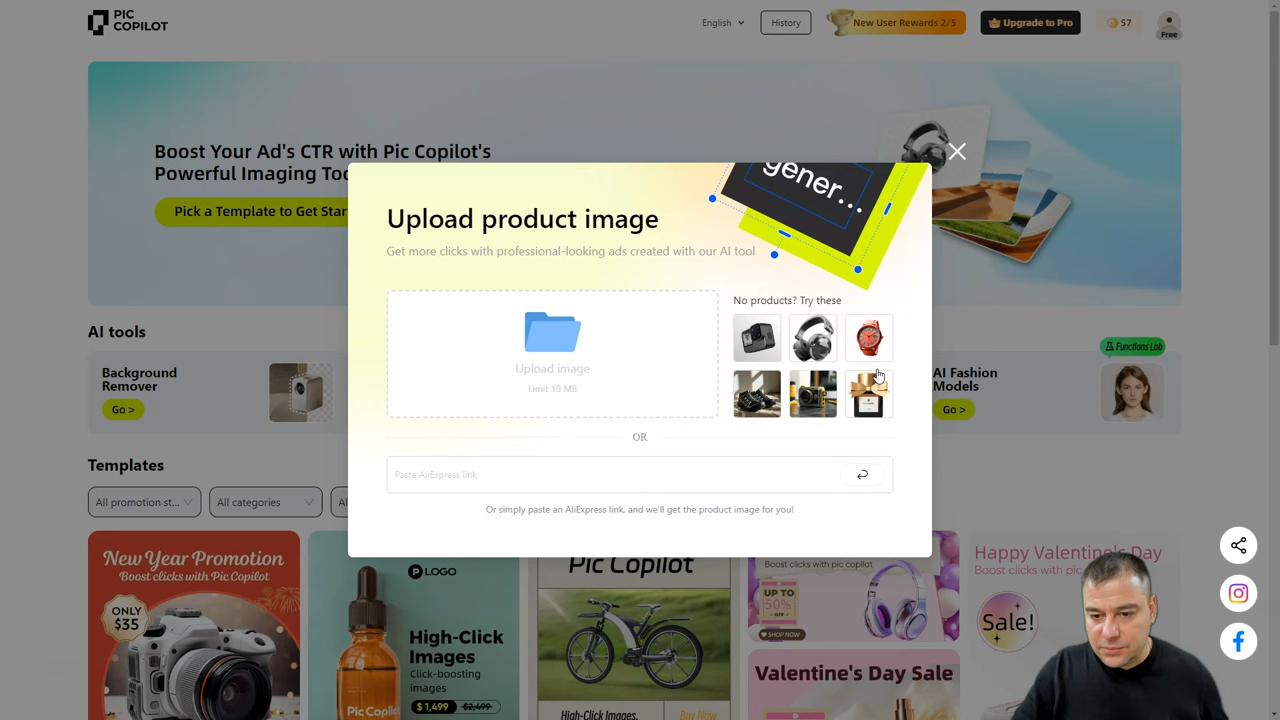 PIC
COPILOT
English
History
New User Rewards 2/5
Upgrade to Pro
57
Free
Boost Your Ad's CTR with Pic Copilot's
Powerful Imaging Too
Pick a Template to Get Star
gener...
Upload product image
Get more clicks with professional-looking ads created with our AI tool
No products? Try these
Upload image
Limit 10 MB
OR
Paste AliExpress link
Or simply paste an AliExpress link, and we'll get the product image for you!
AI tools
Background
Remover
Go >
Functions Lab
AI Fashion
Models
Go >
Templates
All promotion st...
All categories
Al
New Year Promotion
Boost clicks with Pic Copilot
ONLY
$35
LOGO
High-Click
Images
Click-boosting
images
$ 1,499
$2,499
Pic Copilot
High-Click Images,
Buy Now
Boost clicks with pic copilot
UP TO
50%
SHOP NOW
Valentine's Day Sale
Happy Valentine's Day
Boost clicks with pic
Sale!